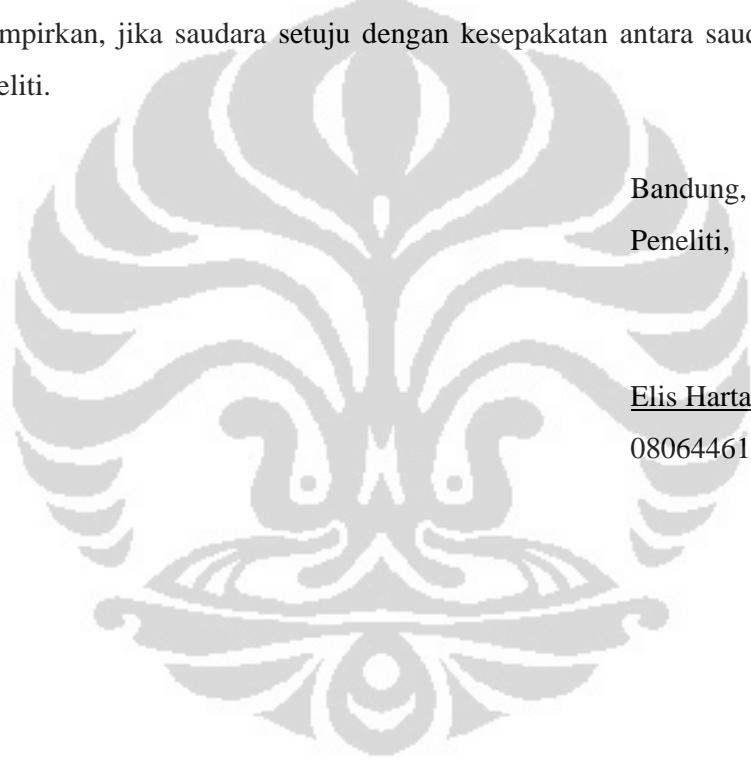 mpirkan, jika saudara setuju dengan kesepakatan antara saud
eliti.
Bandung,
Peneliti,
Elis Harta
08064461